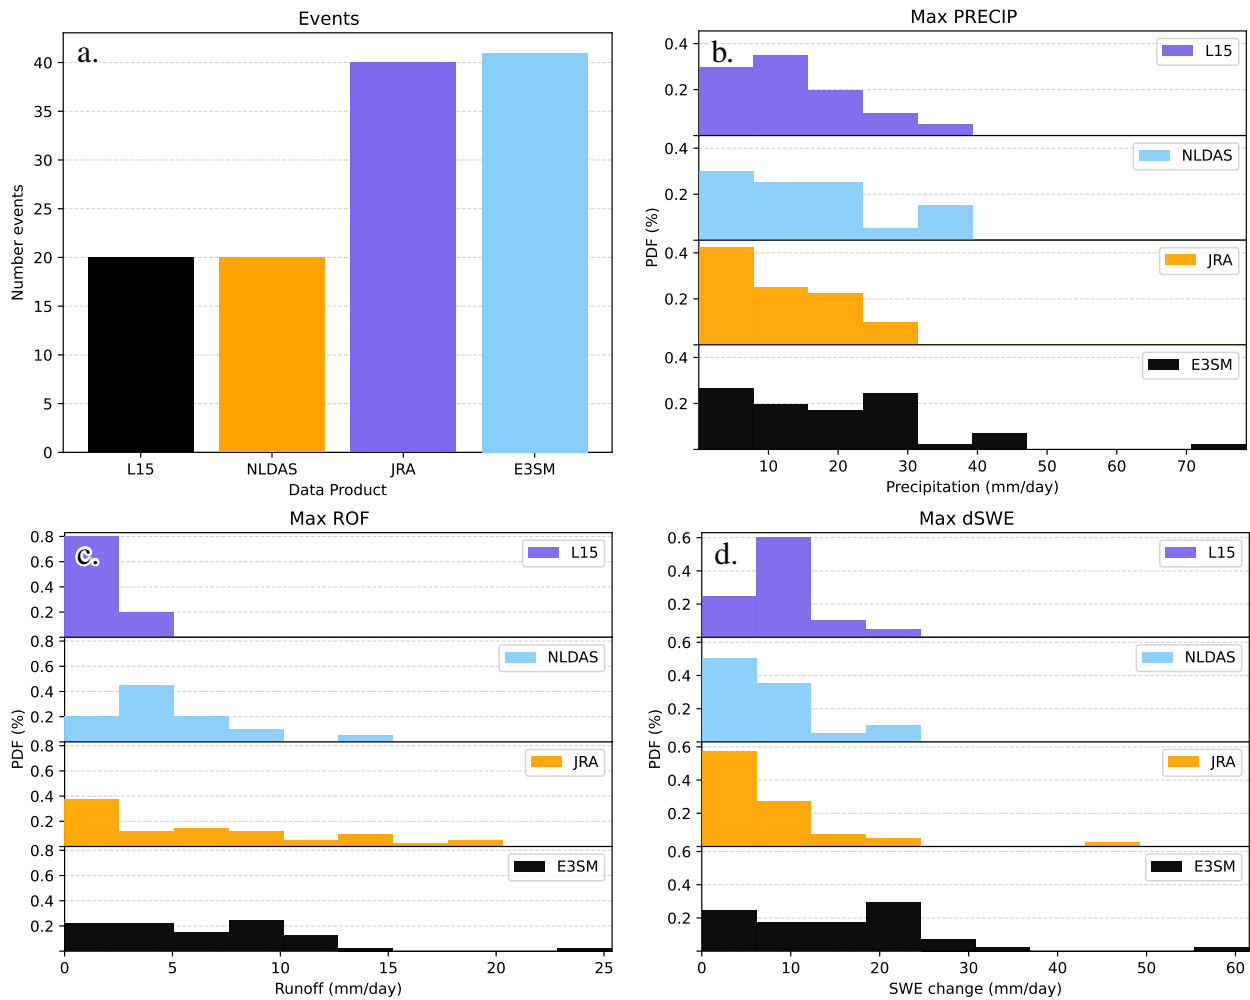 Events
a.
40
35
30
25
20
15
10
5
0
Number events
L15 NLDAS JRA E3SM
Data Product
Max PRECIP
b.
0.4
0.2
L15
0.4
0.2
NLDAS
0.4
0.2
JRA
0.4
0.2
E3SM
PDF (%)
10 20 30 40 50 60 70
Precipitation (mm/day)
Max ROF
c.
0.8
0.6
0.4
0.2
L15
0.8
0.6
0.4
0.2
NLDAS
0.8
0.6
0.4
0.2
JRA
0.8
0.6
0.4
0.2
E3SM
PDF (%)
0 5 10 15 20 25
Runoff (mm/day)
Max dSWE
d.
0.6
0.4
0.2
L15
0.6
0.4
0.2
NLDAS
0.6
0.4
0.2
JRA
0.6
0.4
0.2
E3SM
PDF (%)
0 10 20 30 40 50 60
SWE change (mm/day)